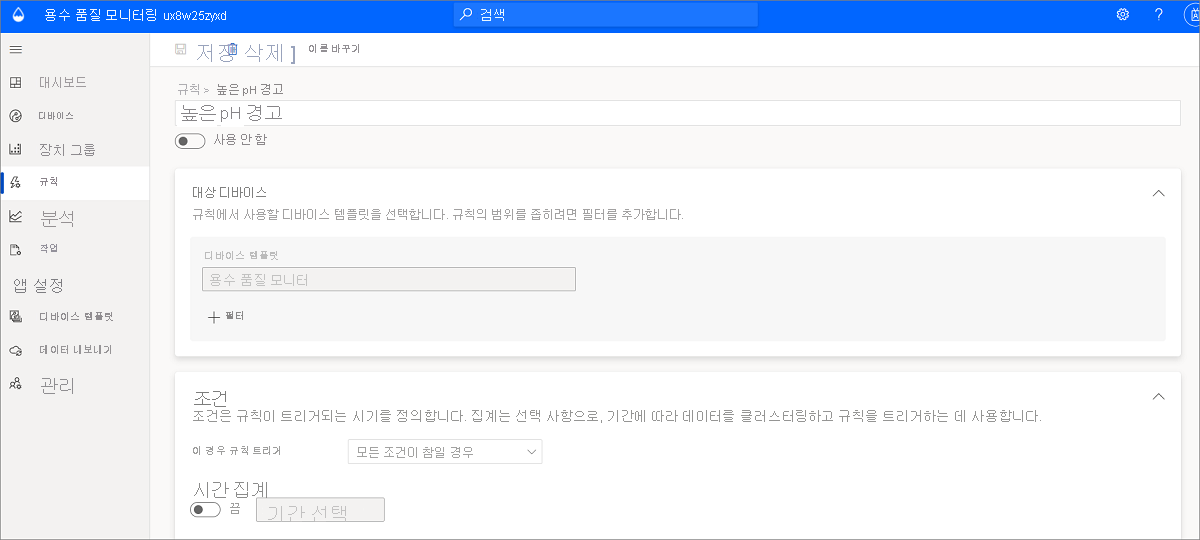 용수 품질 모니터링 ux8w25zyxd
검색
저장 삭제 ] 이름 바꾸기
대시보드
디바이스
장치 그룹
규칙
분석
작업
앱 설정
디바이스 템플릿
데이터 내보내기
관리
규칙 > 높은 pH 경고
높은 pH 경고
사용 안 함
대상 디바이스
규칙에서 사용할 디바이스 템플릿을 선택합니다. 규칙의 범위를 좁히려면 필터를 추가합니다.
디바이스 템플릿
용수 품질 모니터
+ 필터
조건
조건은 규칙이 트리거되는 시기를 정의합니다. 집계는 선택 사항으로, 기간에 따라 데이터를 클러스터링하고 규칙을 트리거하는 데 사용합니다.
이 경우 규칙 트리거
모든 조건이 참일 경우
시간 집계
끔
기간 선택